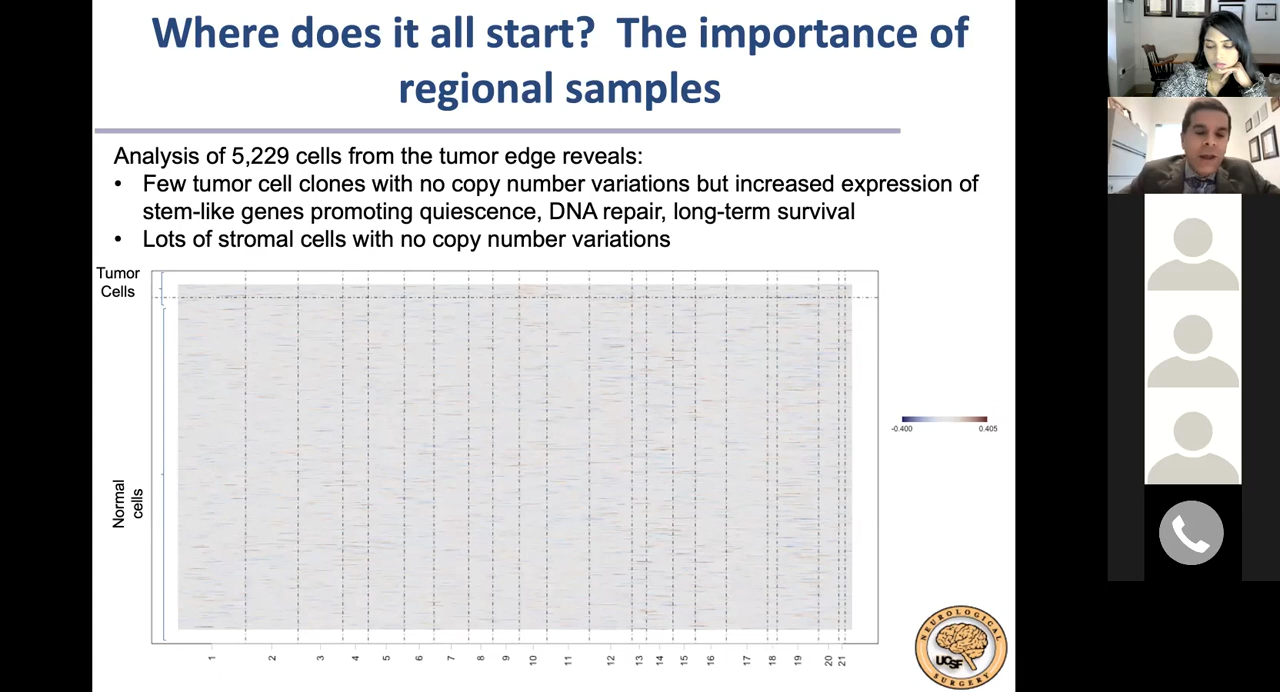 Where does it all start?  The importance of
regional samples
Analysis of 5,229 cells from the tumor edge reveals:
• Few tumor cell clones with no copy number variations but increased expression of
stem-like genes promoting quiescence, DNA repair, long-term survival
• Lots of stromal cells with no copy number variations
Tumor
Cells
Normal
cells
-0.400 0.405
1 2 3 4 5 6 7 8 9 10 11 12 13 14 15 16 17 18 19 20 21
NEUROLOGICAL
UCSF
SURGERY